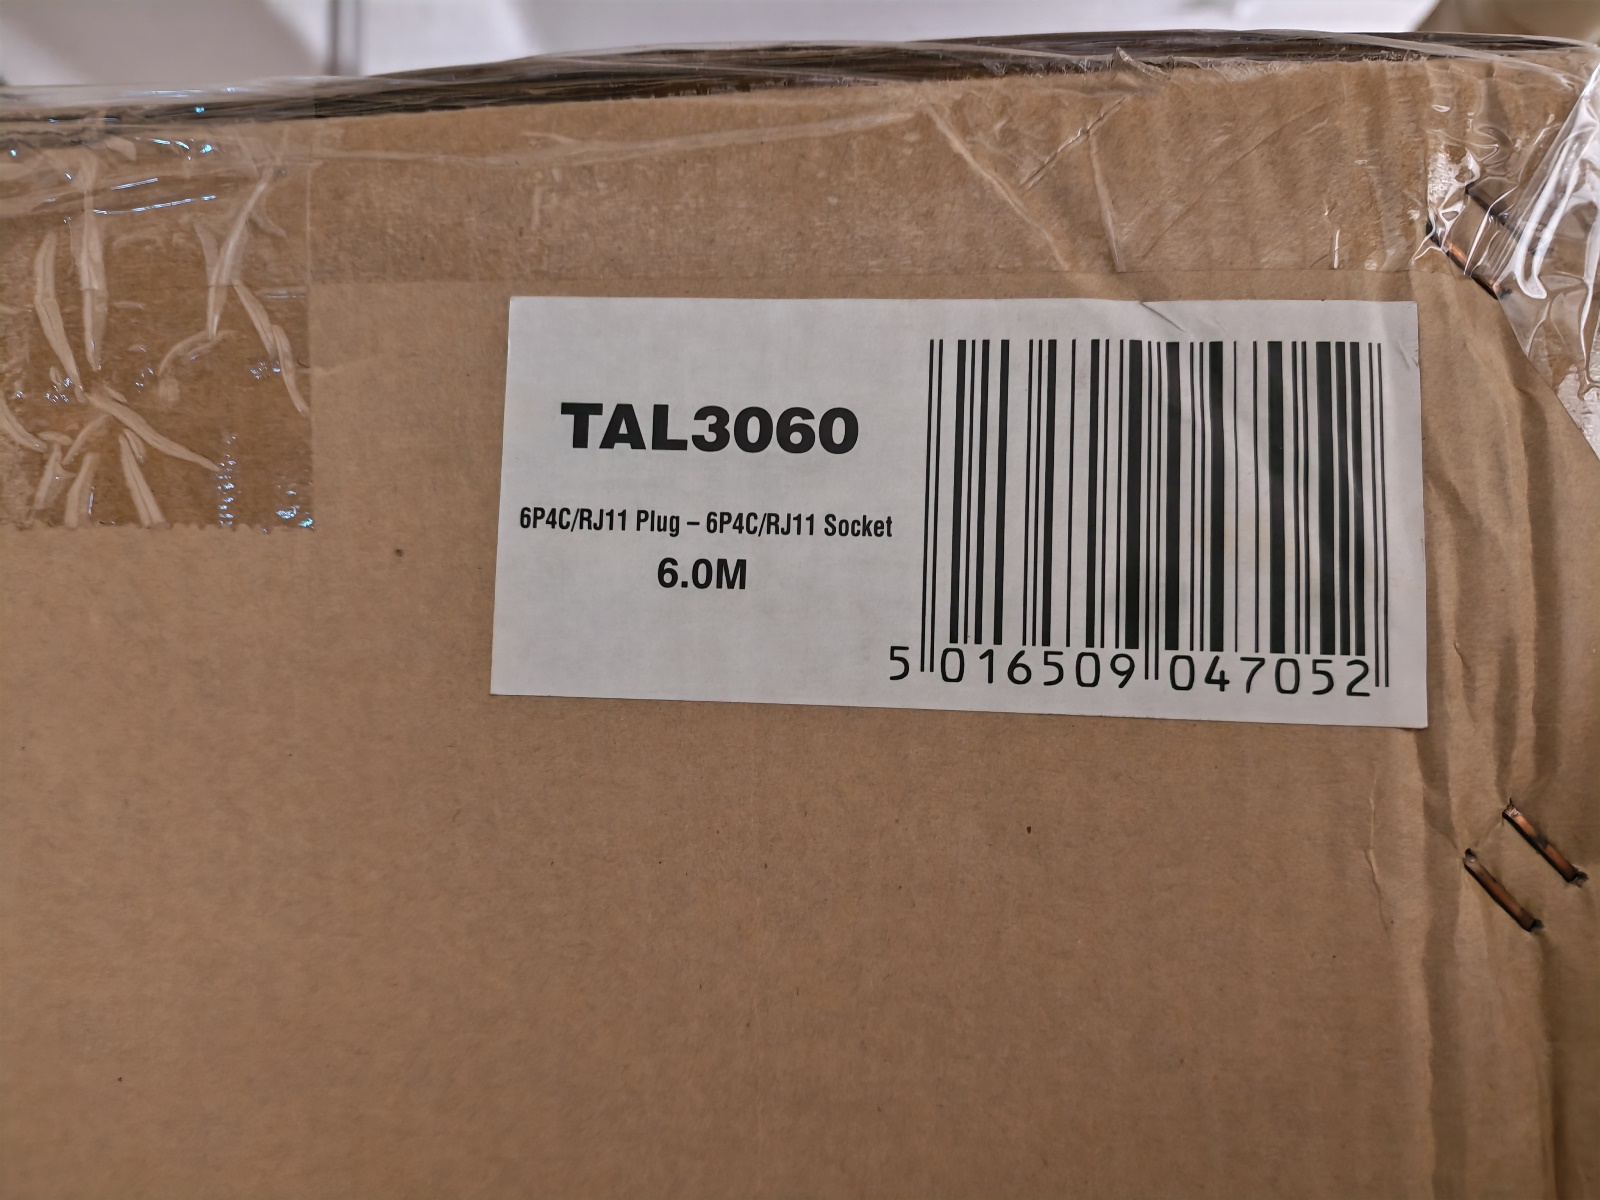 TAL3060
6P4C/RJ11 Plug – 6P4C/RJ11 Socket
6.0M
5 016509 047052